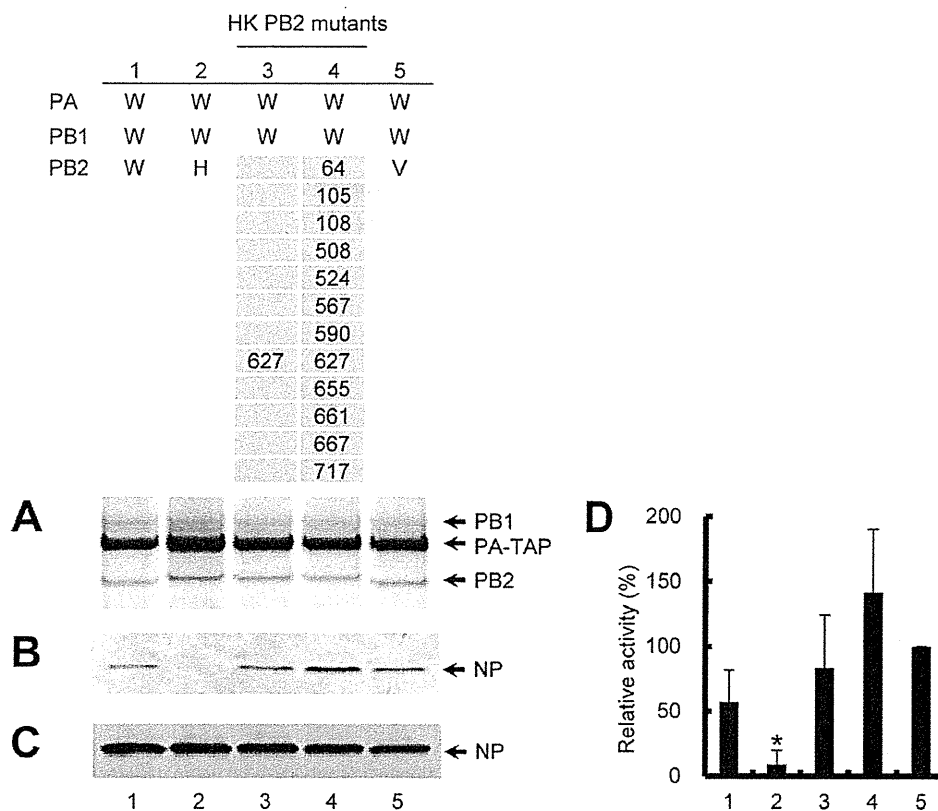 HK PB2 mutants
1 2 3 4 5
PA W W W W W
PB1 W W W W W
PB2 W H 64 V
105
108
508
524
567
590
627 627
655
661
667
717
A
PB1
PA-TAP
PB2
B
NP
C
NP
1 2 3 4 5
D
Relative activity (%)
200
150
100
50
0
*
1 2 3 4 5